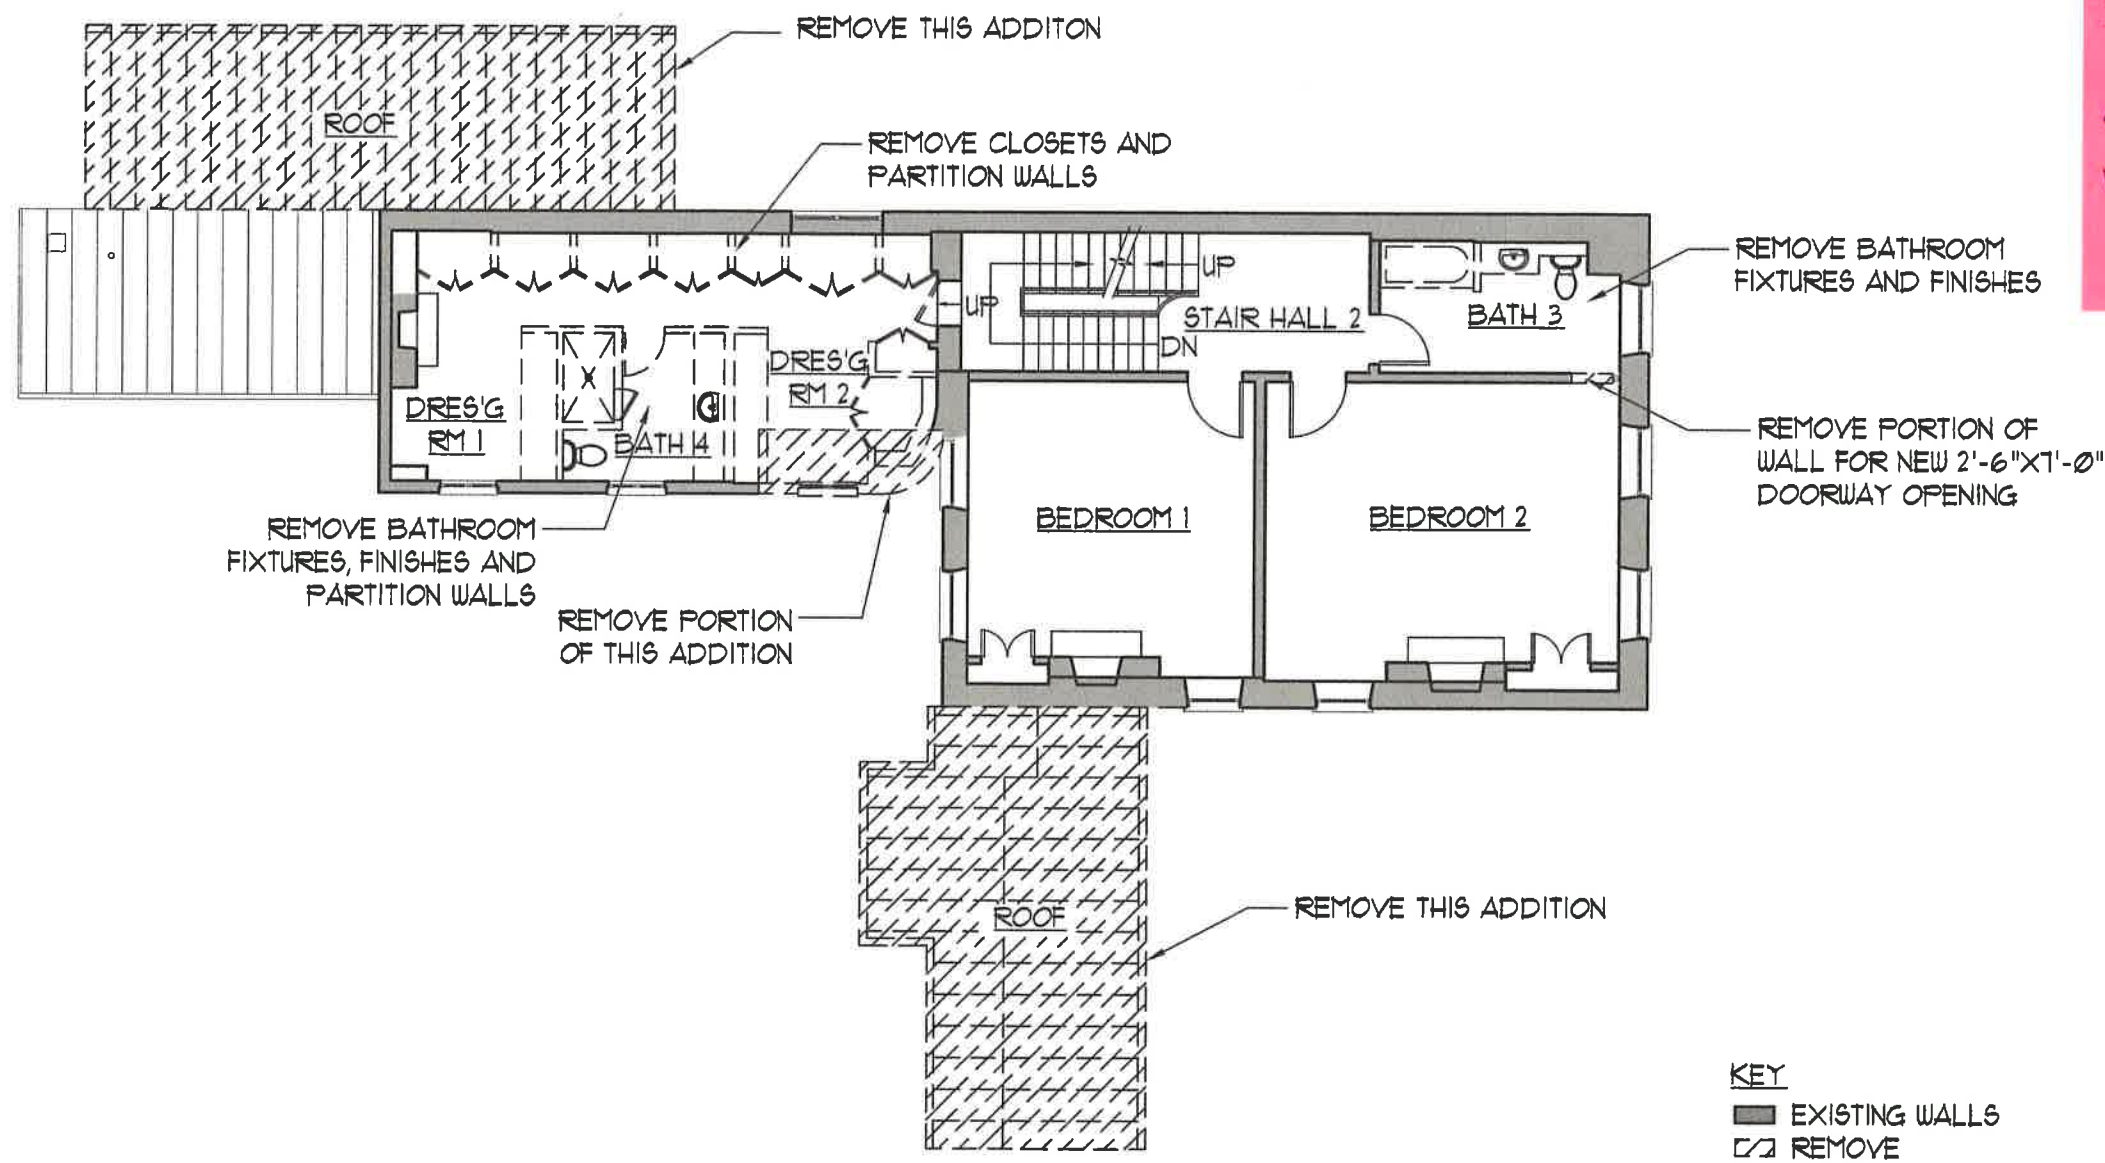 REMOVE THIS ADDITON
ROOF
REMOVE CLOSETS AND
PARTITION WALLS
REMOVE BATHROOM
FIXTURES AND FINISHES
UP
UP
STAIR HALL 2
BATH 3
DN
DRES'G
RM 2
DRES'G
RM 1
BATH 4
REMOVE PORTION OF
WALL FOR NEW 2'-6"X7'-0"
DOORWAY OPENING
BEDROOM 1
BEDROOM 2
REMOVE BATHROOM
FIXTURES, FINISHES AND
PARTITION WALLS
REMOVE PORTION
OF THIS ADDITION
ROOF
REMOVE THIS ADDITION
KEY
EXISTING WALLS
REMOVE